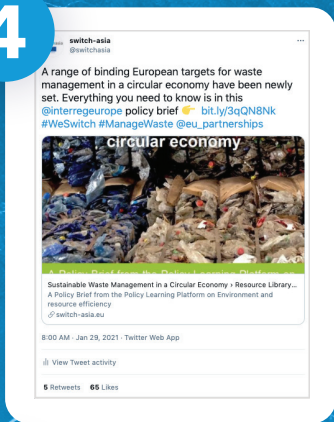 4
switch-asia
@switchasia
A range of binding European targets for waste
management in a circular economy have been newly
set. Everything you need to know is in this
@interregeurope policy brief 👉 bit.ly/3qQN8Nk
#WeSwitch #ManageWaste @eu_partnerships
circular economy
A Policy Brief from the Policy Learning Platform on
Sustainable Waste Management in a Circular Economy › Resource Library...
A Policy Brief from the Policy Learning Platform on Environment and
resource efficiency
switch-asia.eu
8:00 AM · Jan 29, 2021 · Twitter Web App
View Tweet activity
5 Retweets 65 Likes